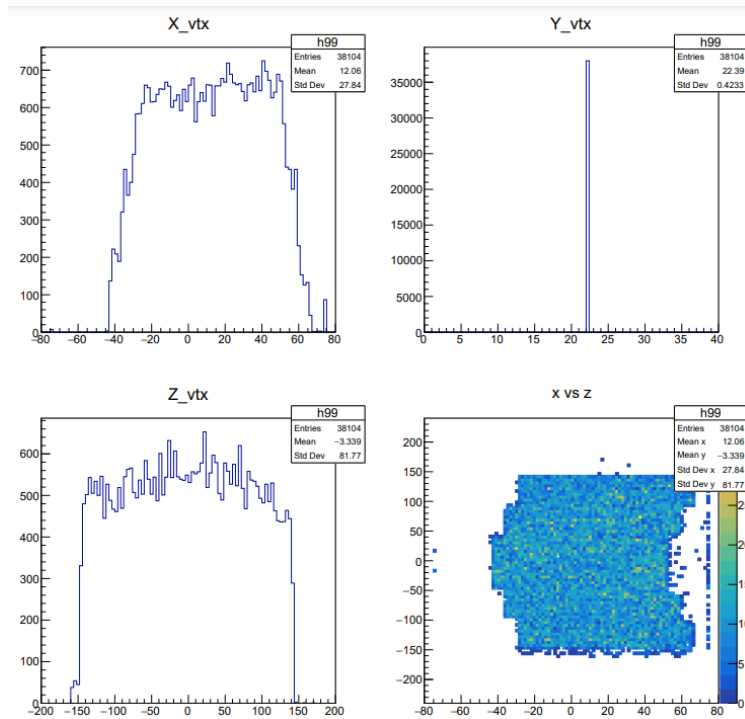 X_vtx
h99
Entries 38104
Mean 12.06
Std Dev 27.84
700
600
500
400
300
200
100
0
−80 −60 −40 −20 0 20 40 60 80
Y_vtx
h99
Entries 38104
Mean 22.39
Std Dev 0.4233
35000
30000
25000
20000
15000
10000
5000
0
0 5 10 15 20 25 30 35 40
Z_vtx
h99
Entries 38104
Mean −3.339
Std Dev 81.77
600
500
400
300
200
100
0
−200 −150 −100 −50 0 50 100 150 200
x vs z
h99
Entries 38104
Mean x 12.06
Mean y −3.339
Std Dev x 27.84
Std Dev y 81.77
200
150
100
50
0
−50
−100
−150
−200
−80 −60 −40 −20 0 20 40 60 80
10
5
0